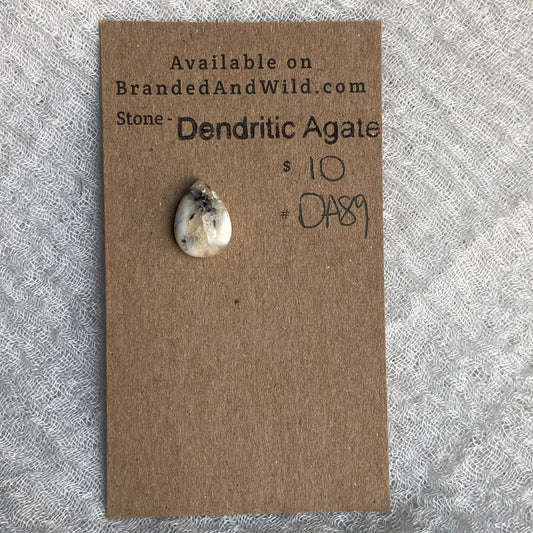 Available on
BrandedAndWild.com
Stone - Dendritic Agate
$ 10
# DA89